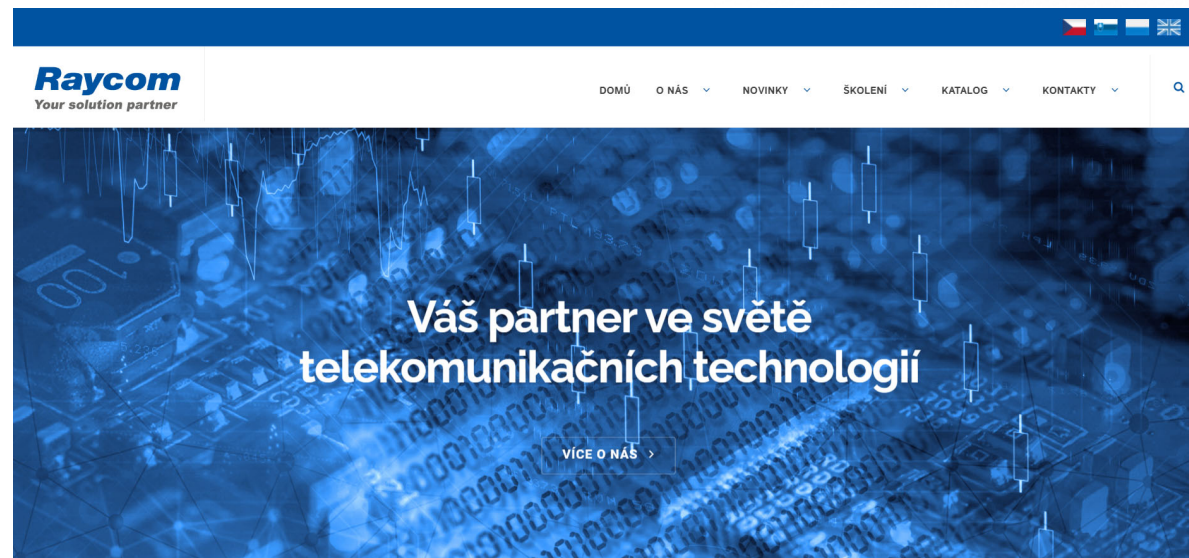 Raycom
Your solution partner
DOMŮ O NÁS NOVINKY ŠKOLENÍ KATALOG KONTAKTY
Váš partner ve světě
telekomunikačních technologií
VÍCE O NÁS >